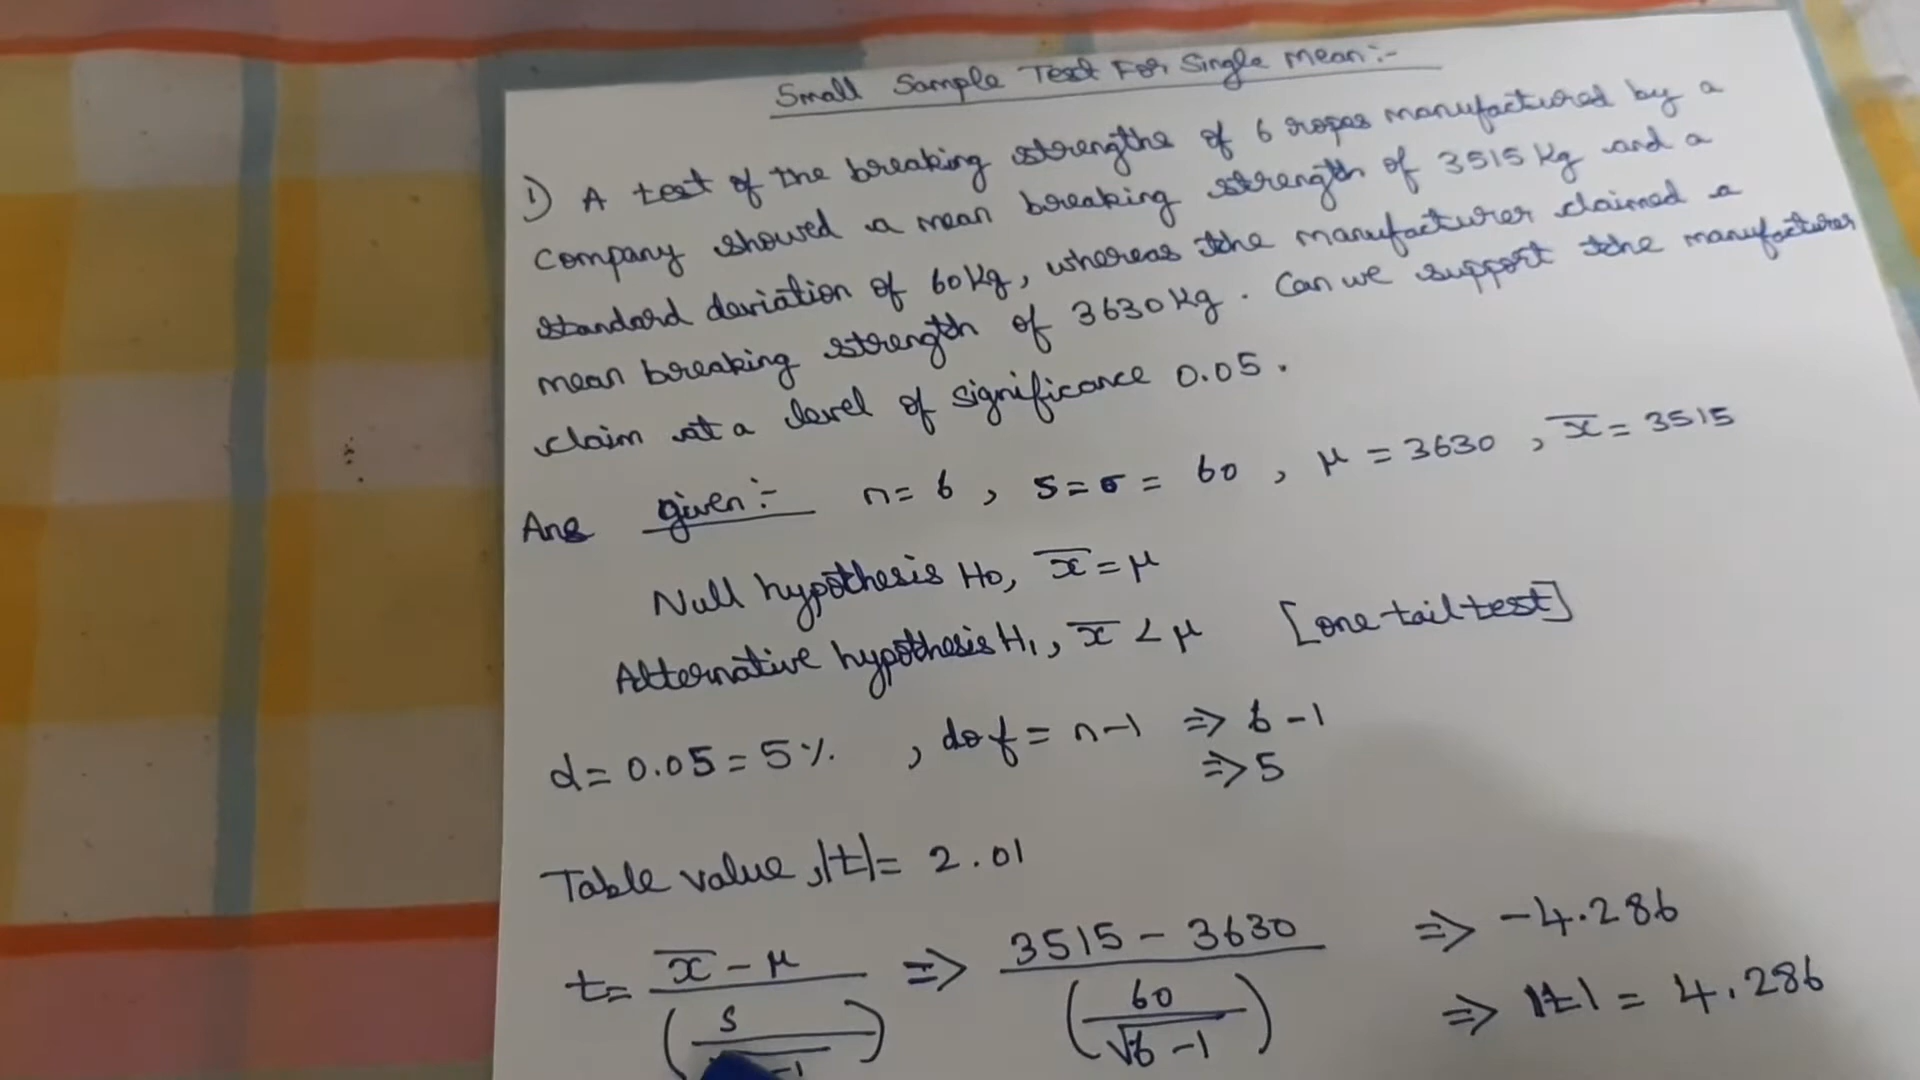 Small Sample Test For Single Mean:-
1) A test of the breaking strengths of 6 ropes manufactured by a
company showed a mean breaking strength of 3515 kg and a
standard deviation of 60 kg, whereas the manufacturer claimed a
mean breaking strength of 3630 kg. Can we support the manufacturer
claim at a level of significance 0.05.
Ans given:- n = 6, s = σ = 60, μ = 3630, x̄ = 3515
Null hypothesis H0, x̄ = μ
Alternative hypothesis H1, x̄ < μ [one-tail test]
α = 0.05 = 5%, dof = n-1 ⇒ 6-1
⇒ 5
Table value, |t| = 2.01
t = x̄ - μ / (s / -1) ⇒ 3515 - 3630 / (60 / √6-1) ⇒ -4.286
⇒ |t| = 4.286